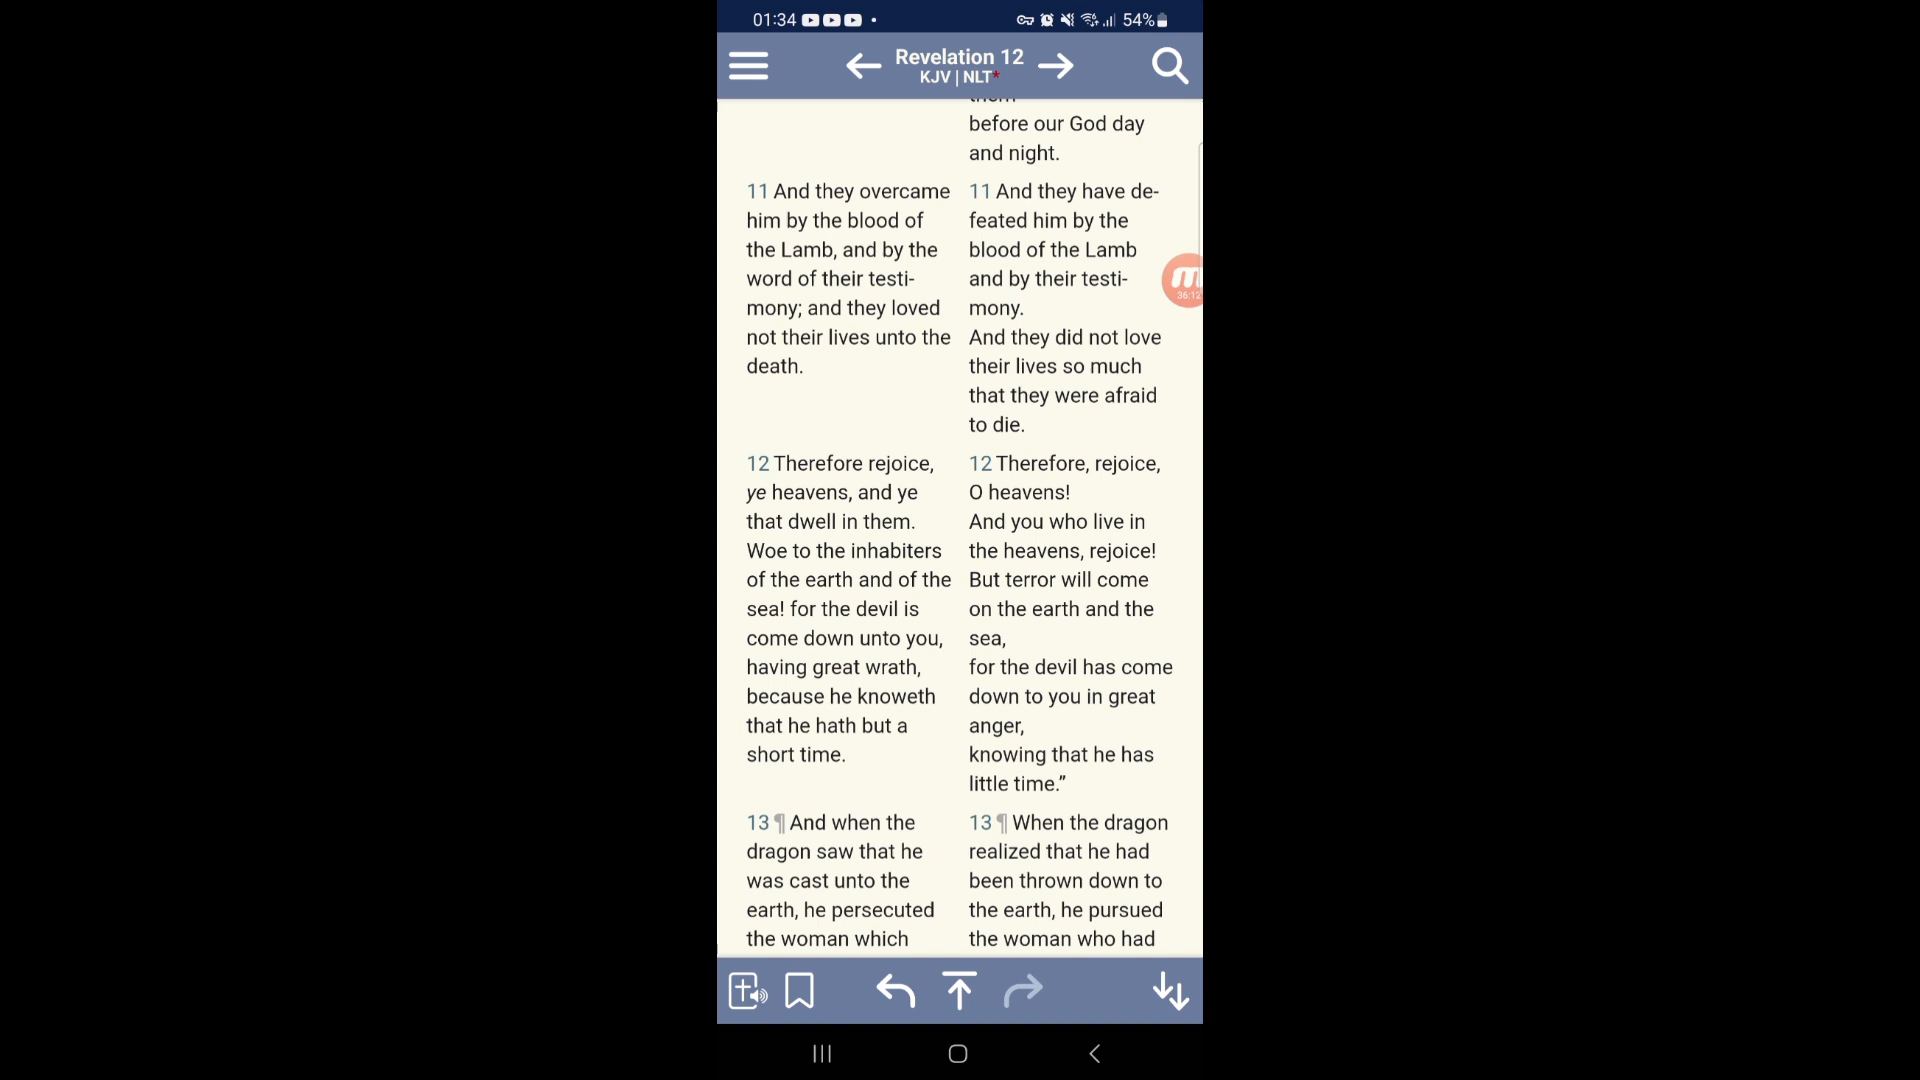 01:34
54%
Revelation 12
KJV | NLT*
before our God day
and night.
11 And they overcame
him by the blood of
the Lamb, and by the
word of their testi-
mony; and they loved
not their lives unto the
death.
11 And they have de-
feated him by the
blood of the Lamb
and by their testi-
mony.
And they did not love
their lives so much
that they were afraid
to die.
36:12
12 Therefore rejoice,
ye heavens, and ye
that dwell in them.
Woe to the inhabiters
of the earth and of the
sea! for the devil is
come down unto you,
having great wrath,
because he knoweth
that he hath but a
short time.
12 Therefore, rejoice,
O heavens!
And you who live in
the heavens, rejoice!
But terror will come
on the earth and the
sea,
for the devil has come
down to you in great
anger,
knowing that he has
little time.”
13 ¶ And when the
dragon saw that he
was cast unto the
earth, he persecuted
the woman which
13 ¶ When the dragon
realized that he had
been thrown down to
the earth, he pursued
the woman who had